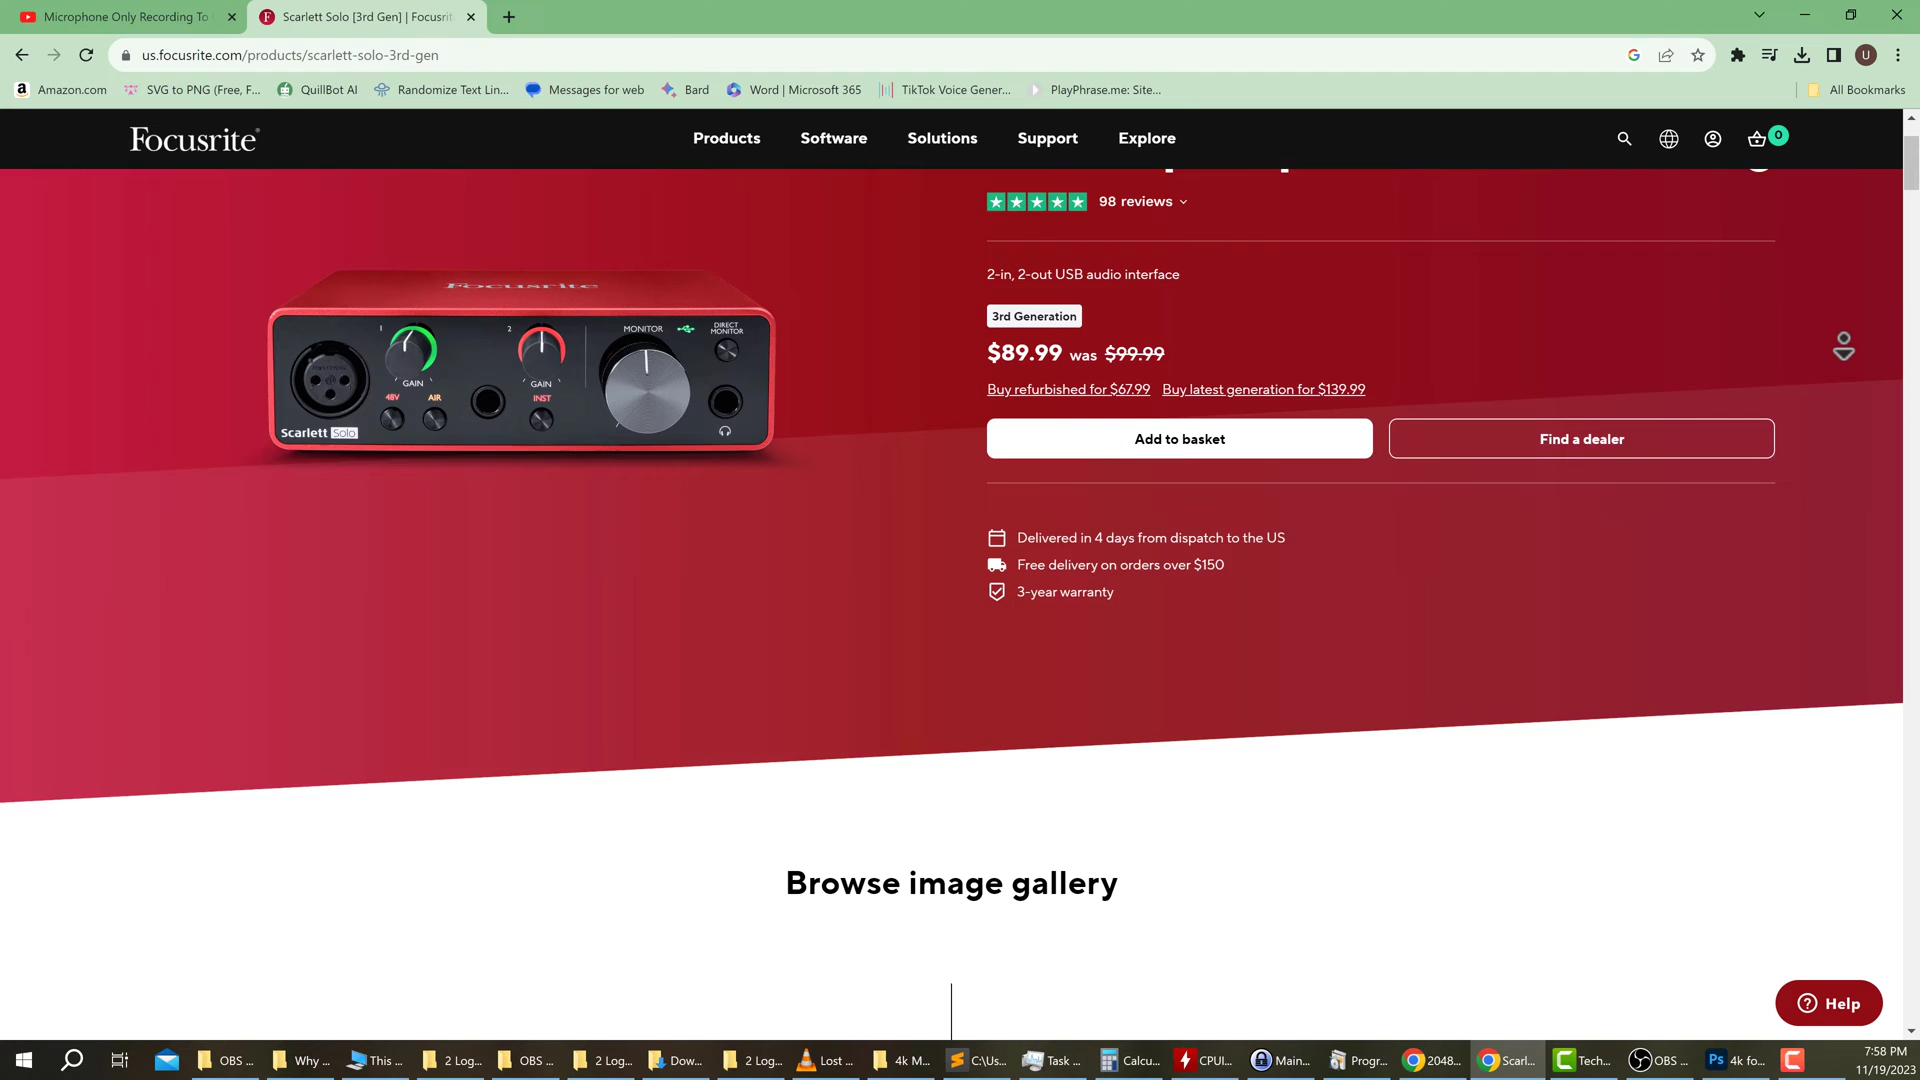 Microphone Only Recording To
Scarlett Solo [3rd Gen] | Focusrit
us.focusrite.com/products/scarlett-solo-3rd-gen
U
Amazon.com
SVG to PNG (Free, F...
QuillBot AI
Randomize Text Lin...
Messages for web
Bard
Word | Microsoft 365
TikTok Voice Gener...
PlayPhrase.me: Site...
All Bookmarks
Focusrite
Products
Software
Solutions
Support
Explore
0
98 reviews
2-in, 2-out USB audio interface
3rd Generation
$89.99 was $99.99
Buy refurbished for $67.99
Buy latest generation for $139.99
Add to basket
Find a dealer
Delivered in 4 days from dispatch to the US
Free delivery on orders over $150
3-year warranty
Focusrite
1
2
MONITOR
DIRECT
MONITOR
GAIN
GAIN
48V
AIR
INST
Scarlett Solo
Browse image gallery
Help
OBS ...
Why ...
This ...
2 Log...
OBS ...
2 Log...
Dow...
2 Log...
Lost ...
4k M...
C:\Us...
Task ...
Calcu...
CPUI...
Main...
Progr...
2048...
Scarl...
Tech...
OBS ...
4k fo...
7:58 PM
11/19/2023